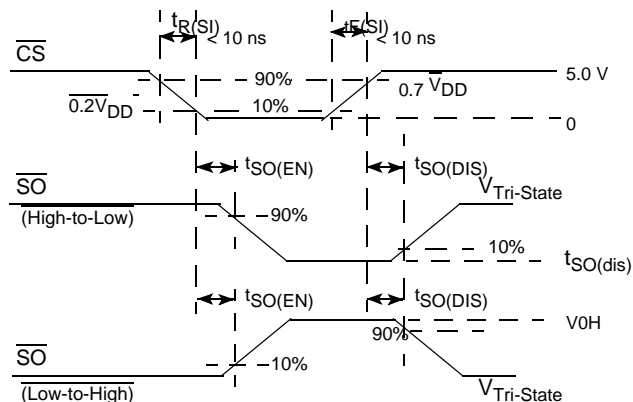 tR(SI) tF(SI)
< 10 ns < 10 ns
CS
90% 5.0 V
0.2VDD 10% 0.7 VDD
0
tSO(EN) tSO(DIS)
SO VTri-State
(High-to-Low) 90%
10%
tSO(dis)
tSO(EN) tSO(DIS)
V0H
90%
SO
10%
(Low-to-High) VTri-State